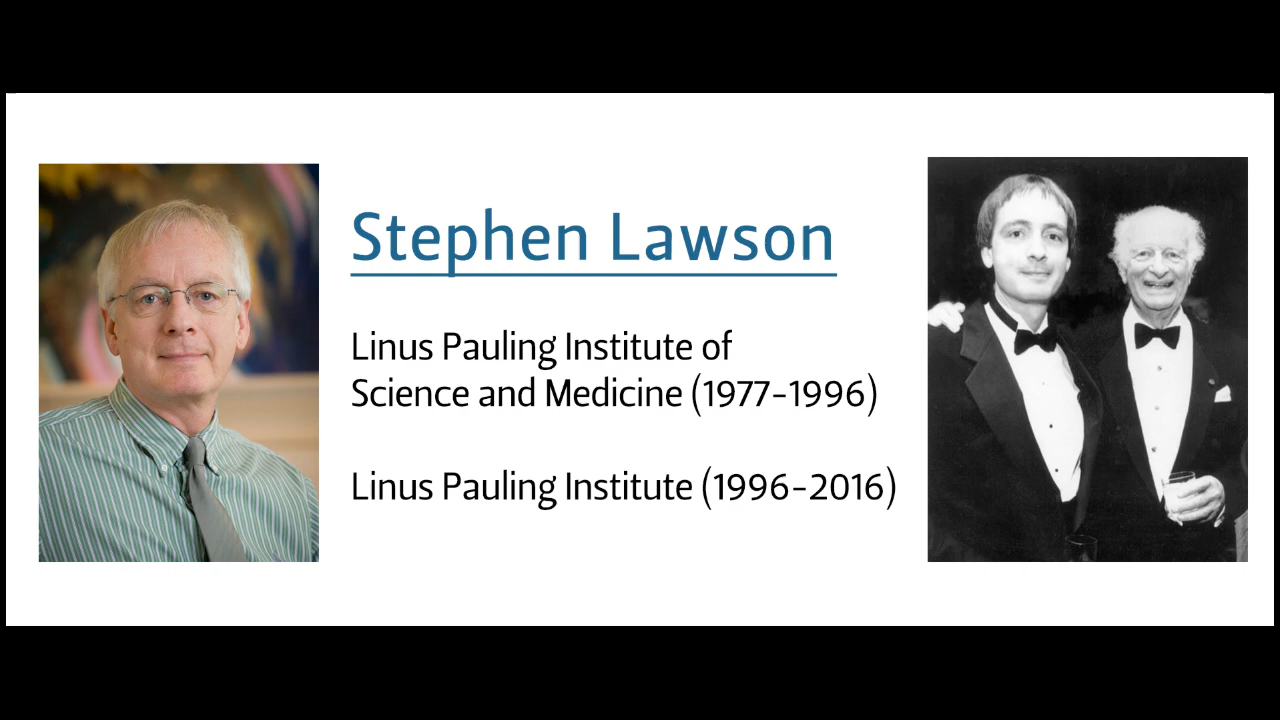 Stephen Lawson
Linus Pauling Institute of
Science and Medicine (1977-1996)
Linus Pauling Institute (1996-2016)